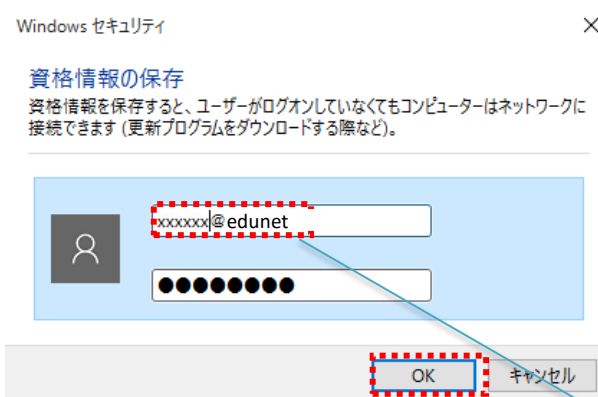 Windows セキュリティ
資格情報の保存
資格情報を保存すると、ユーザーがログオンしていなくてもコンピューターはネットワークに
接続できます (更新プログラムをダウンロードする際など)。
xxxxxx@edunet
●●●●●●●●
OK
キャンセル